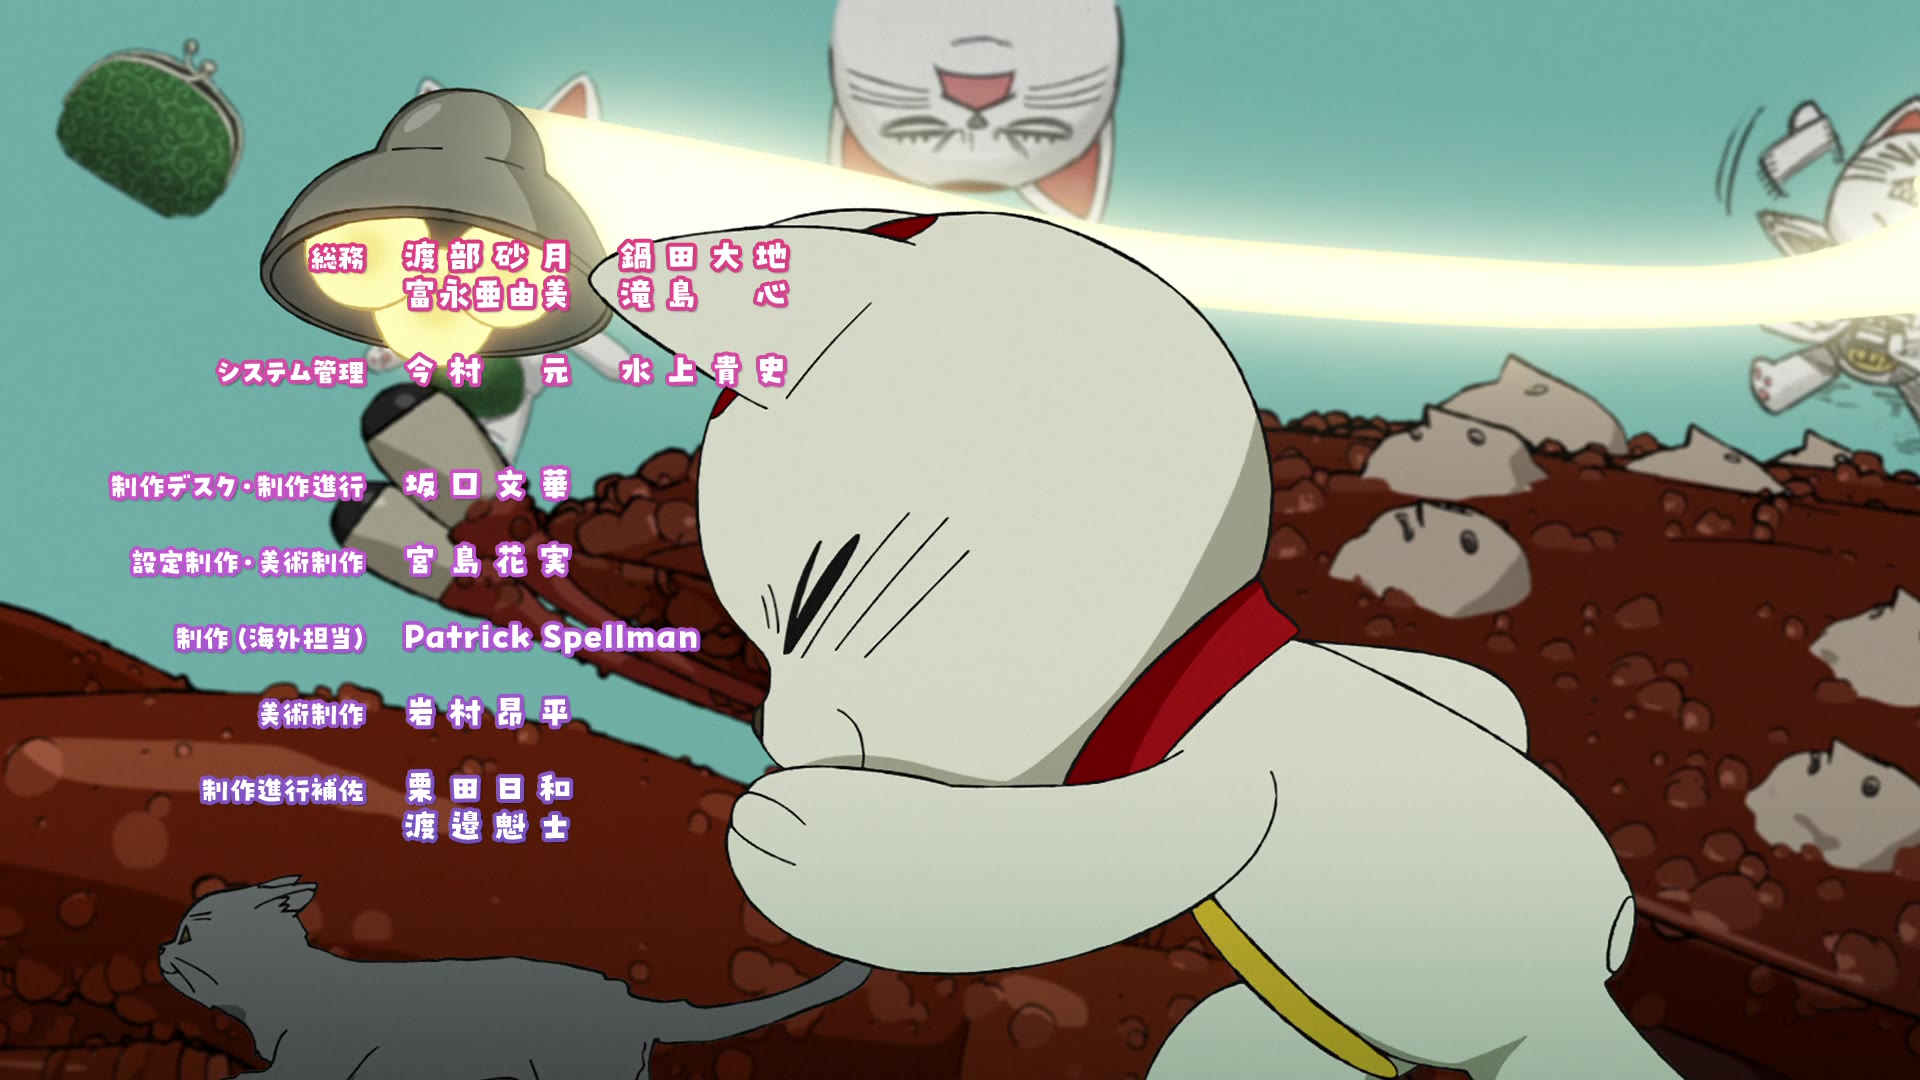 総務 渡部砂月 鍋田大地
富永亜由美 滝島 心
システム管理 今村 元 水上貴史
制作デスク・制作進行 坂口文華
設定制作・美術制作 宮島花実
制作(海外担当) Patrick Spellman
美術制作 岩村昂平
制作進行補佐 栗田日和
渡邉魁士